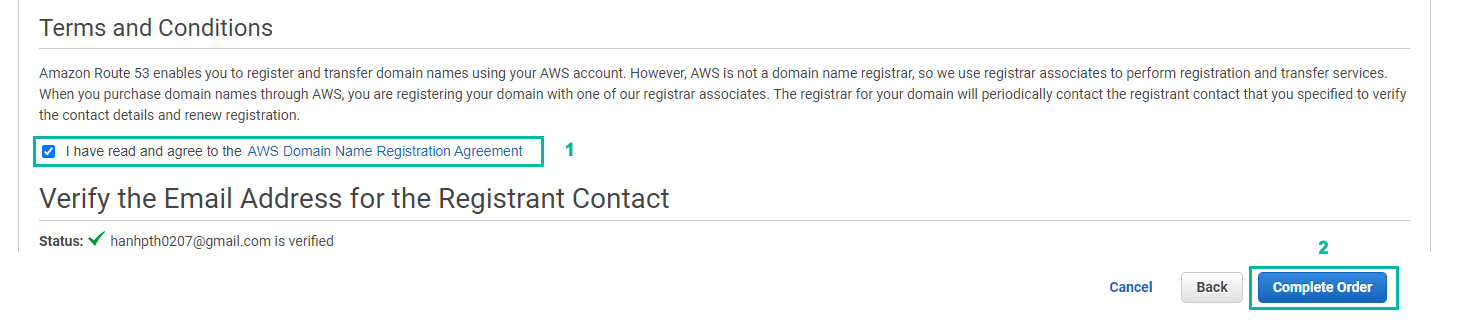 Terms and Conditions
Amazon Route 53 enables you to register and transfer domain names using your AWS account. However, AWS is not a domain name registrar, so we use registrar associates to perform registration and transfer services.
When you purchase domain names through AWS, you are registering your domain with one of our registrar associates. The registrar for your domain will periodically contact the registrant contact that you specified to verify
the contact details and renew registration.
I have read and agree to the AWS Domain Name Registration Agreement 1
Verify the Email Address for the Registrant Contact
Status: hanhpth0207@gmail.com is verified
2
Cancel Back Complete Order